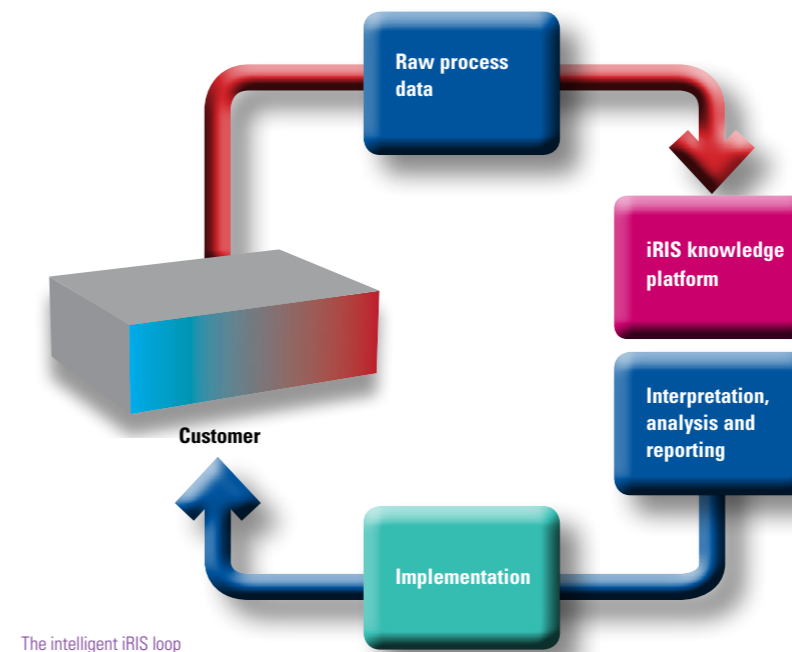 Raw process
data
iRIS knowledge
platform
Interpretation,
analysis and
reporting
Customer
Implementation
The intelligent iRIS loop